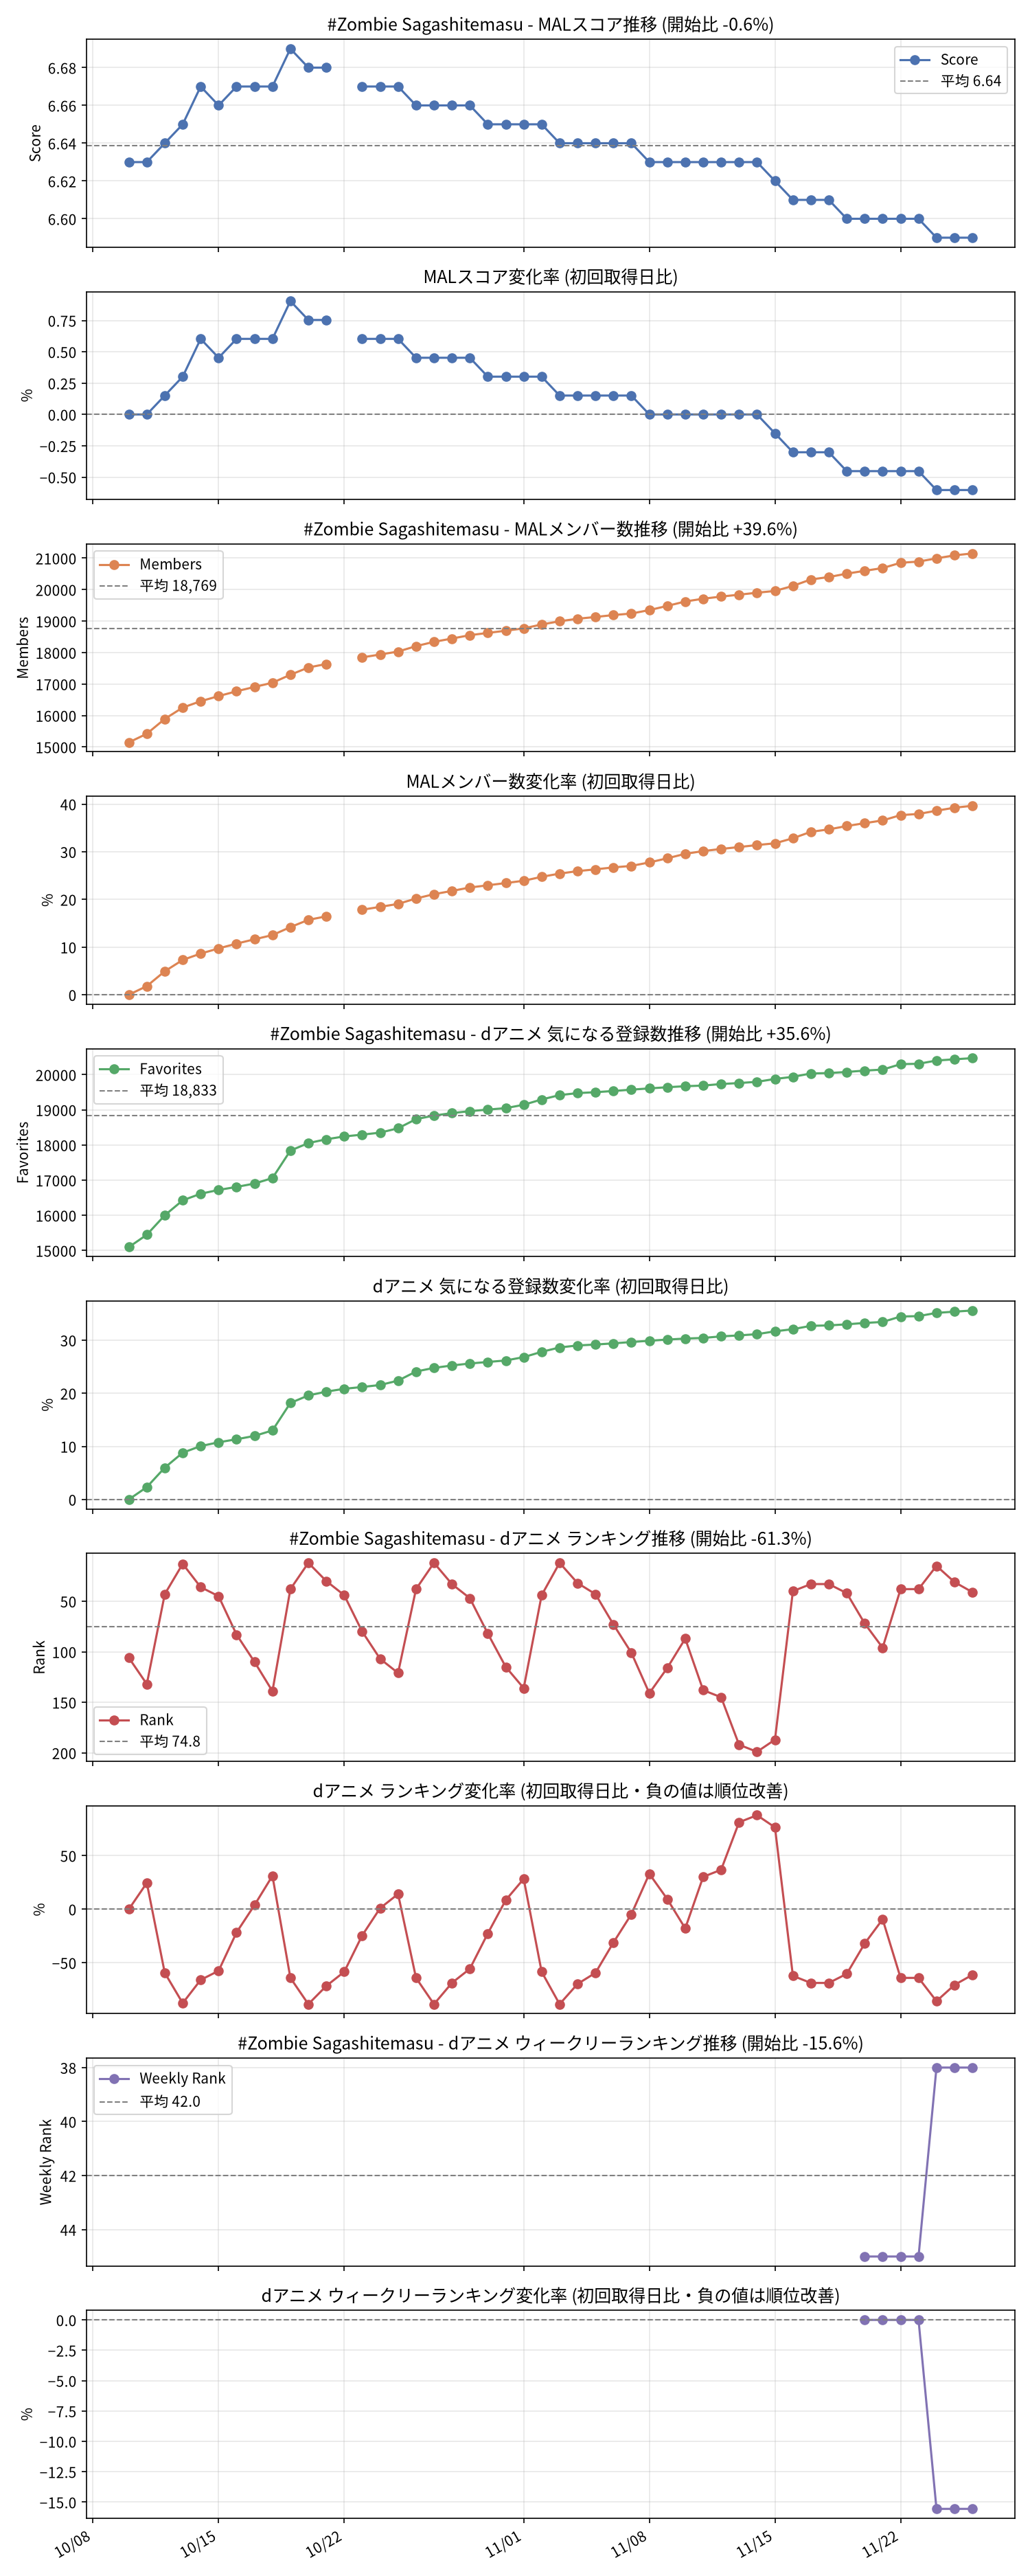 #Zombie Sagashitemasu - MALスコア推移 (開始比 -0.6%)
Score
6.68
6.66
6.64
6.62
6.60
Score
平均 6.64
MALスコア変化率 (初回取得日比)
%
0.75
0.50
0.25
0.00
−0.25
−0.50
#Zombie Sagashitemasu - MALメンバー数推移 (開始比 +39.6%)
Members
21000
20000
19000
18000
17000
16000
15000
Members
平均 18,769
MALメンバー数変化率 (初回取得日比)
%
40
30
20
10
0
#Zombie Sagashitemasu - dアニメ 気になる登録数推移 (開始比 +35.6%)
Favorites
20000
19000
18000
17000
16000
15000
Favorites
平均 18,833
dアニメ 気になる登録数変化率 (初回取得日比)
%
30
20
10
0
#Zombie Sagashitemasu - dアニメ ランキング推移 (開始比 -61.3%)
Rank
50
100
150
200
Rank
平均 74.8
dアニメ ランキング変化率 (初回取得日比・負の値は順位改善)
%
50
0
−50
#Zombie Sagashitemasu - dアニメ ウィークリーランキング推移 (開始比 -15.6%)
Weekly Rank
38
40
42
44
Weekly Rank
平均 42.0
dアニメ ウィークリーランキング変化率 (初回取得日比・負の値は順位改善)
%
0.0
−2.5
−5.0
−7.5
−10.0
−12.5
−15.0
10/08
10/15
10/22
11/01
11/08
11/15
11/22